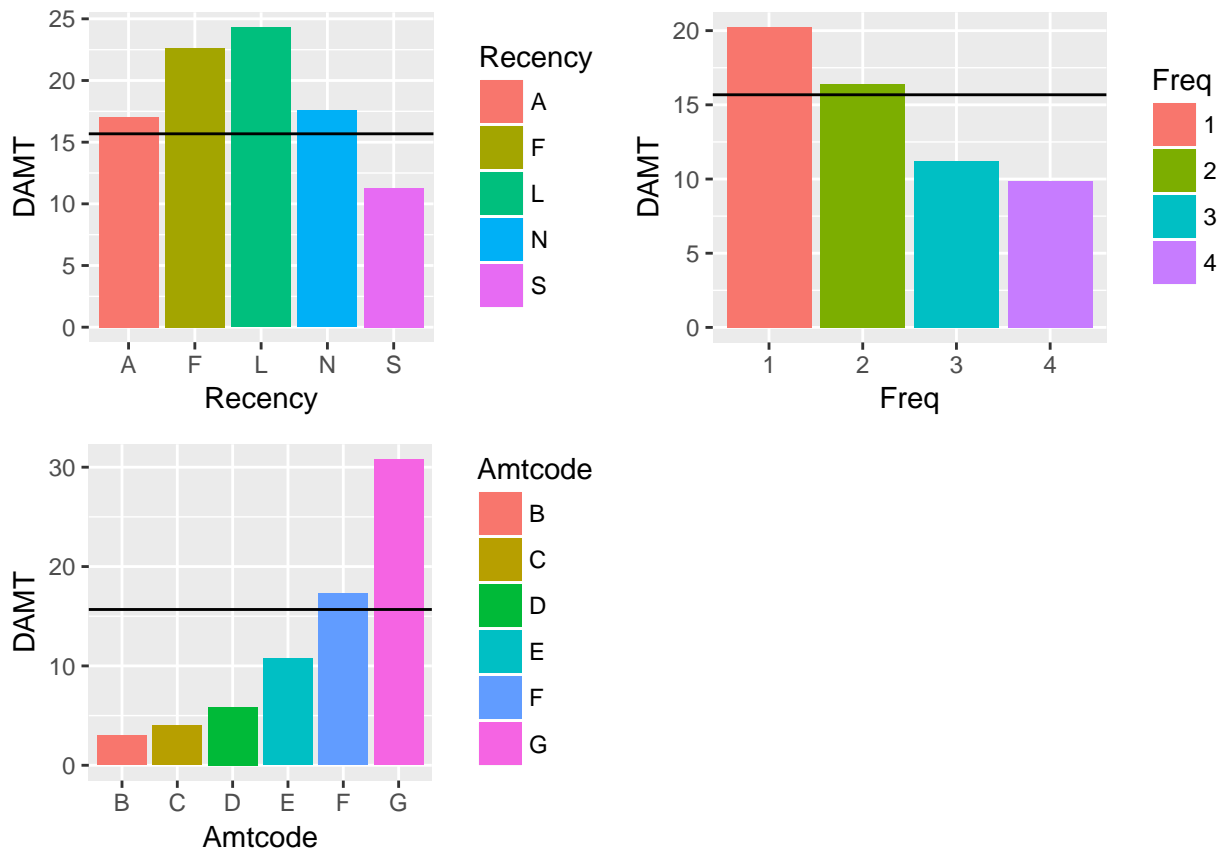 25
20
15
10
5
0
DAMT
A F L N S
Recency
Recency
A
F
L
N
S
20
15
10
5
0
DAMT
1 2 3 4
Freq
Freq
1
2
3
4
30
20
10
0
DAMT
B C D E F G
Amtcode
Amtcode
B
C
D
E
F
G